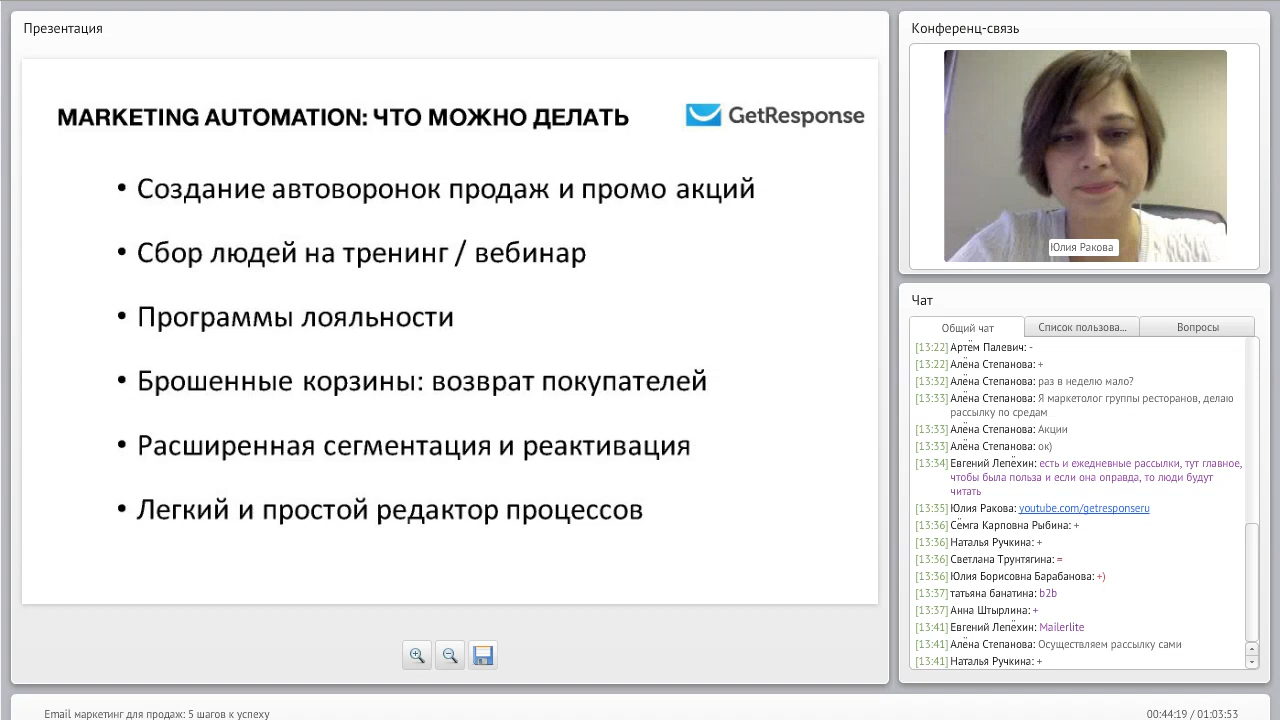 Презентация
MARKETING AUTOMATION: ЧТО МОЖНО ДЕЛАТЬ
GetResponse
• Создание автоворонок продаж и промо акций
• Сбор людей на тренинг / вебинар
• Программы лояльности
• Брошенные корзины: возврат покупателей
• Расширенная сегментация и реактивация
• Легкий и простой редактор процессов
Конференц-связь
Юлия Ракова
Чат
Общий чат
Список пользова...
Вопросы
[13:22] Артём Палевич: -
[13:22] Алёна Степанова: +
[13:32] Алёна Степанова: раз в неделю мало?
[13:33] Алёна Степанова: Я маркетолог группы ресторанов, делаю
рассылку по средам
[13:33] Алёна Степанова: Акции
[13:33] Алёна Степанова: ок)
[13:34] Евгений Лепёхин: есть и ежедневные рассылки, тут главное,
чтобы была польза и если она оправда, то люди будут
читать
[13:35] Юлия Ракова: youtube.com/getresponseru
[13:36] Сёмга Карповна Рыбина: +
[13:36] Наталья Ручкина: +
[13:36] Светлана Трунтягина: =
[13:36] Юлия Борисовна Барабанова: +)
[13:37] татьяна банатина: b2b
[13:37] Анна Штырлина: +
[13:41] Евгений Лепёхин: Mailerlite
[13:41] Алёна Степанова: Осуществляем рассылку сами
[13:41] Наталья Ручкина: +
Email маркетинг для продаж: 5 шагов к успеху
00:44:19 / 01:03:53